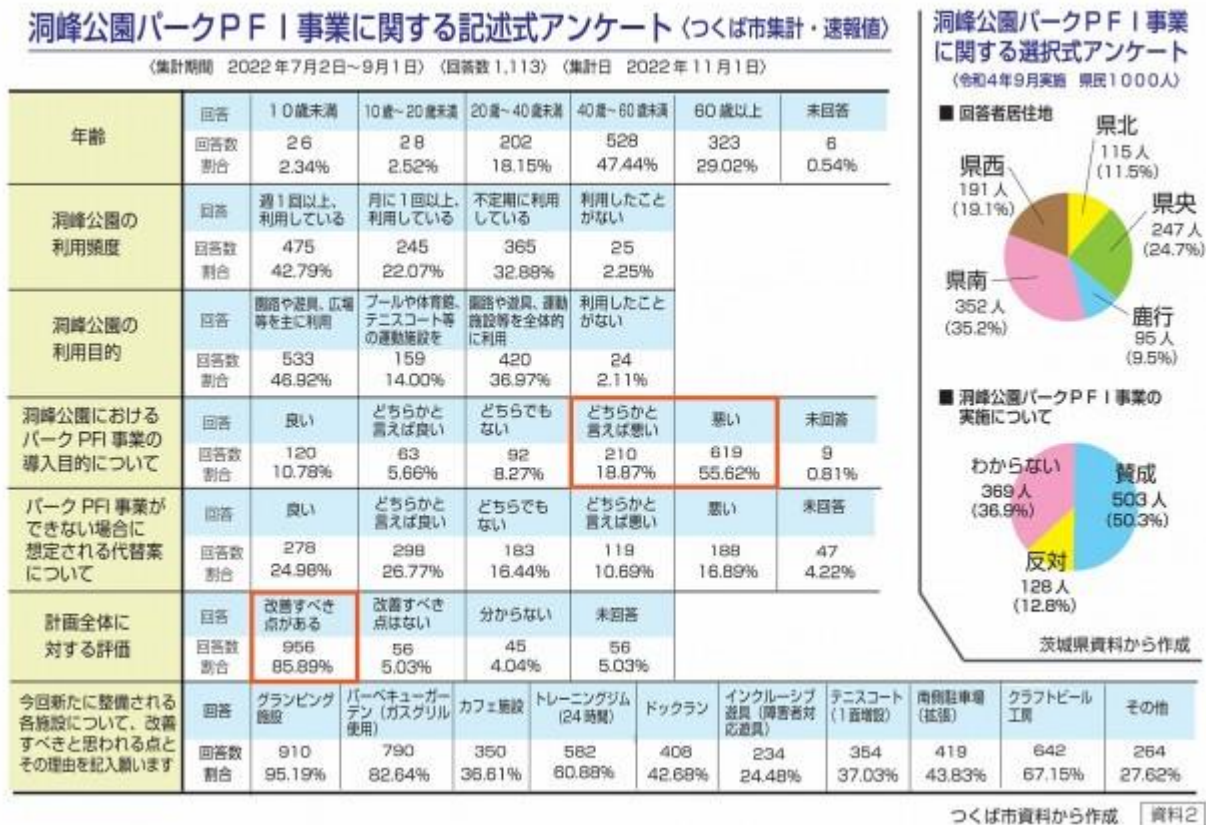 洞峰公園パークＰＦＩ事業に関する記述式アンケート〈つくば市集計・速報値〉
〈集計期間　2022年7月2日〜9月1日〉〈回答数1,113〉〈集計日　2022年11月1日〉
年齢
回答　10歳未満　10歳〜20歳未満　20歳〜40歳未満　40歳〜60歳未満　60歳以上　未回答
回答数　26　28　202　528　323　6
割合　2.34%　2.52%　18.15%　47.44%　29.02%　0.54%
洞峰公園の
利用頻度
回答　週1回以上、利用している　月に1回以上、利用している　不定期に利用している　利用したことがない
回答数　475　245　365　25
割合　42.79%　22.07%　32.88%　2.25%
洞峰公園の
利用目的
回答　園路や遊具、広場等を主に利用　プールや体育館、テニスコート等の運動施設を　園路や遊具、運動施設等を全体的に利用　利用したことがない
回答数　533　159　420　24
割合　46.92%　14.00%　36.97%　2.11%
洞峰公園における
パークPFI事業の
導入目的について
回答　良い　どちらかと言えば良い　どちらでもない　どちらかと言えば悪い　悪い　未回答
回答数　120　63　92　210　619　9
割合　10.78%　5.66%　8.27%　18.87%　55.62%　0.81%
パークPFI事業が
できない場合に
想定される代替案
について
回答　良い　どちらかと言えば良い　どちらでもない　どちらかと言えば悪い　悪い　未回答
回答数　278　298　183　119　188　47
割合　24.98%　26.77%　16.44%　10.69%　16.89%　4.22%
計画全体に
対する評価
回答　改善すべき点がある　改善すべき点はない　分からない　未回答
回答数　956　56　45　56
割合　85.89%　5.03%　4.04%　5.03%
今回新たに整備される
各施設について、改善
すべきと思われる点と
その理由を記入願います
回答　グランピング施設　バーベキューガーデン（ガスグリル使用）　カフェ施設　トレーニングジム（24時間）　ドックラン　インクルーシブ遊具（障害者対応遊具）　テニスコート（1面増設）　南側駐車場（拡張）　クラフトビール工房　その他
回答数　910　790　350　582　408　234　354　419　642　264
割合　95.19%　82.64%　36.61%　60.88%　42.68%　24.48%　37.03%　43.83%　67.15%　27.62%
つくば市資料から作成　資料2
洞峰公園パークＰＦＩ事業
に関する選択式アンケート
（令和4年9月実施　県民1000人）
■ 回答者居住地
県北
115人
(11.5%)
県央
247人
(24.7%)
鹿行
95人
(9.5%)
県南
352人
(35.2%)
県西
191人
(19.1%)
■ 洞峰公園パークＰＦＩ事業の
実施について
賛成
503人
(50.3%)
反対
128人
(12.8%)
わからない
369人
(36.9%)
茨城県資料から作成